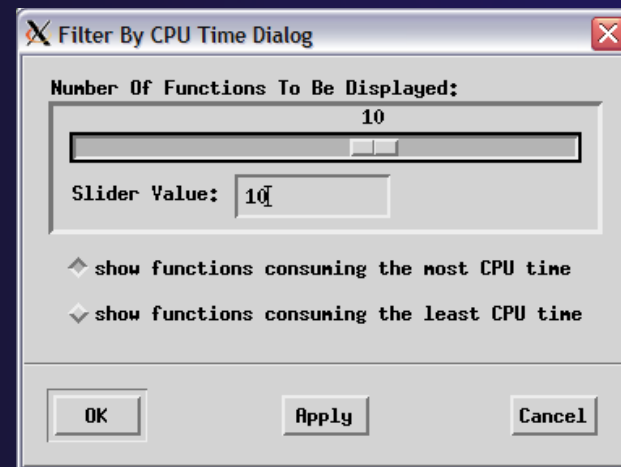 Filter By CPU Time Dialog
Number Of Functions To Be Displayed:
10
Slider Value: 10
show functions consuming the most CPU time
show functions consuming the least CPU time
OK Apply Cancel